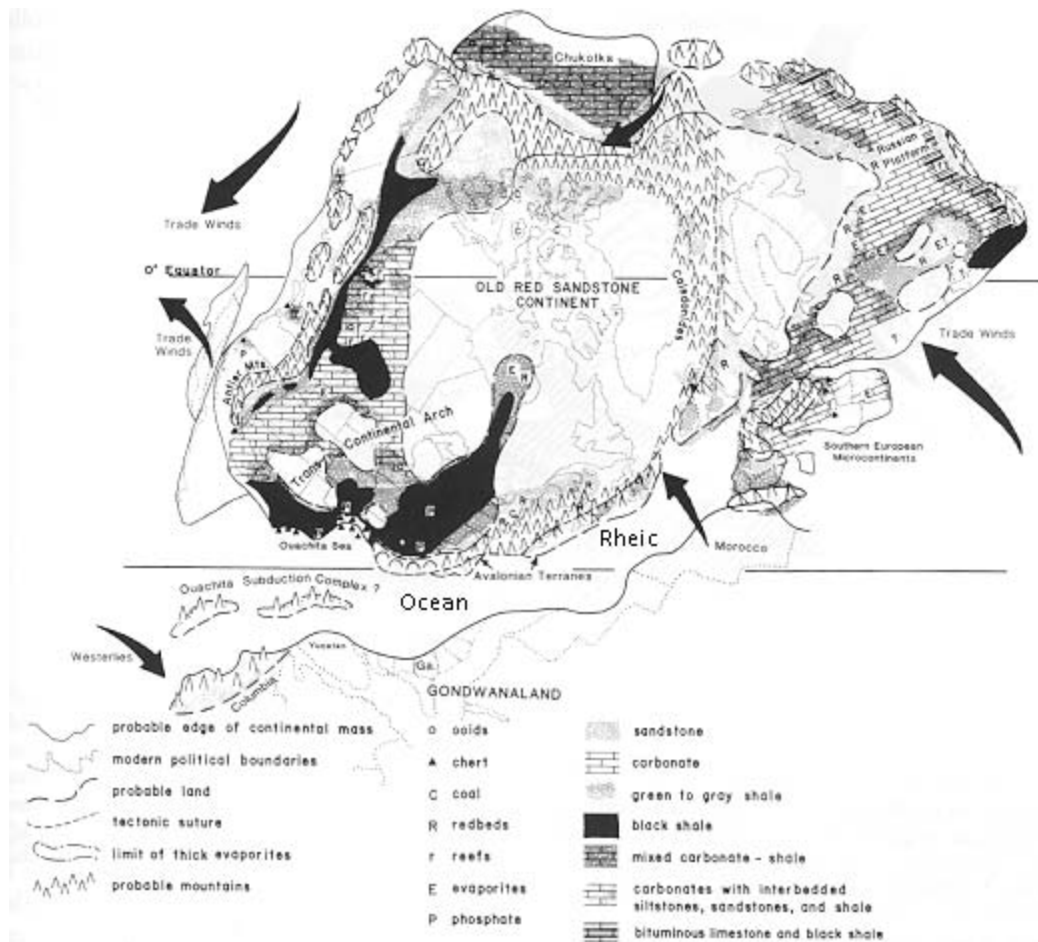 Chukotka
Russian
Platform
Trade Winds
0° Equator
OLD RED SANDSTONE
CONTINENT
Caledonides
Trade
Winds
Trade Winds
Antler Mts.
Trans
Continental Arch
Southern European
Microcontinents
Ouachita Sea
Rheic
Morocco
Avalonian Terranes
Ouachita Subduction Complex ?
Ocean
Westerlies
Yucatan
Ga.
Columbia
GONDWANALAND
probable edge of continental mass
modern political boundaries
probable land
tectonic suture
limit of thick evaporites
probable mountains
o ooids
▲ chert
C coal
R redbeds
r reefs
E evaporites
P phosphate
sandstone
carbonate
green to gray shale
black shale
mixed carbonate - shale
carbonates with interbedded
siltstones, sandstones, and shale
bituminous limestone and black shale